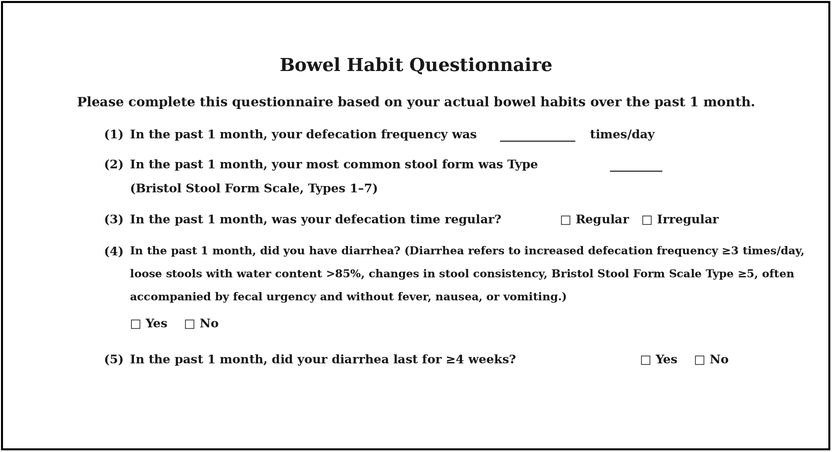 Bowel Habit Questionnaire
Please complete this questionnaire based on your actual bowel habits over the past 1 month.
(1) In the past 1 month, your defecation frequency was ________ times/day
(2) In the past 1 month, your most common stool form was Type ______
(Bristol Stool Form Scale, Types 1–7)
(3) In the past 1 month, was your defecation time regular? □ Regular □ Irregular
(4) In the past 1 month, did you have diarrhea? (Diarrhea refers to increased defecation frequency ≥3 times/day,
loose stools with water content >85%, changes in stool consistency, Bristol Stool Form Scale Type ≥5, often
accompanied by fecal urgency and without fever, nausea, or vomiting.)
□ Yes □ No
(5) In the past 1 month, did your diarrhea last for ≥4 weeks? □ Yes □ No